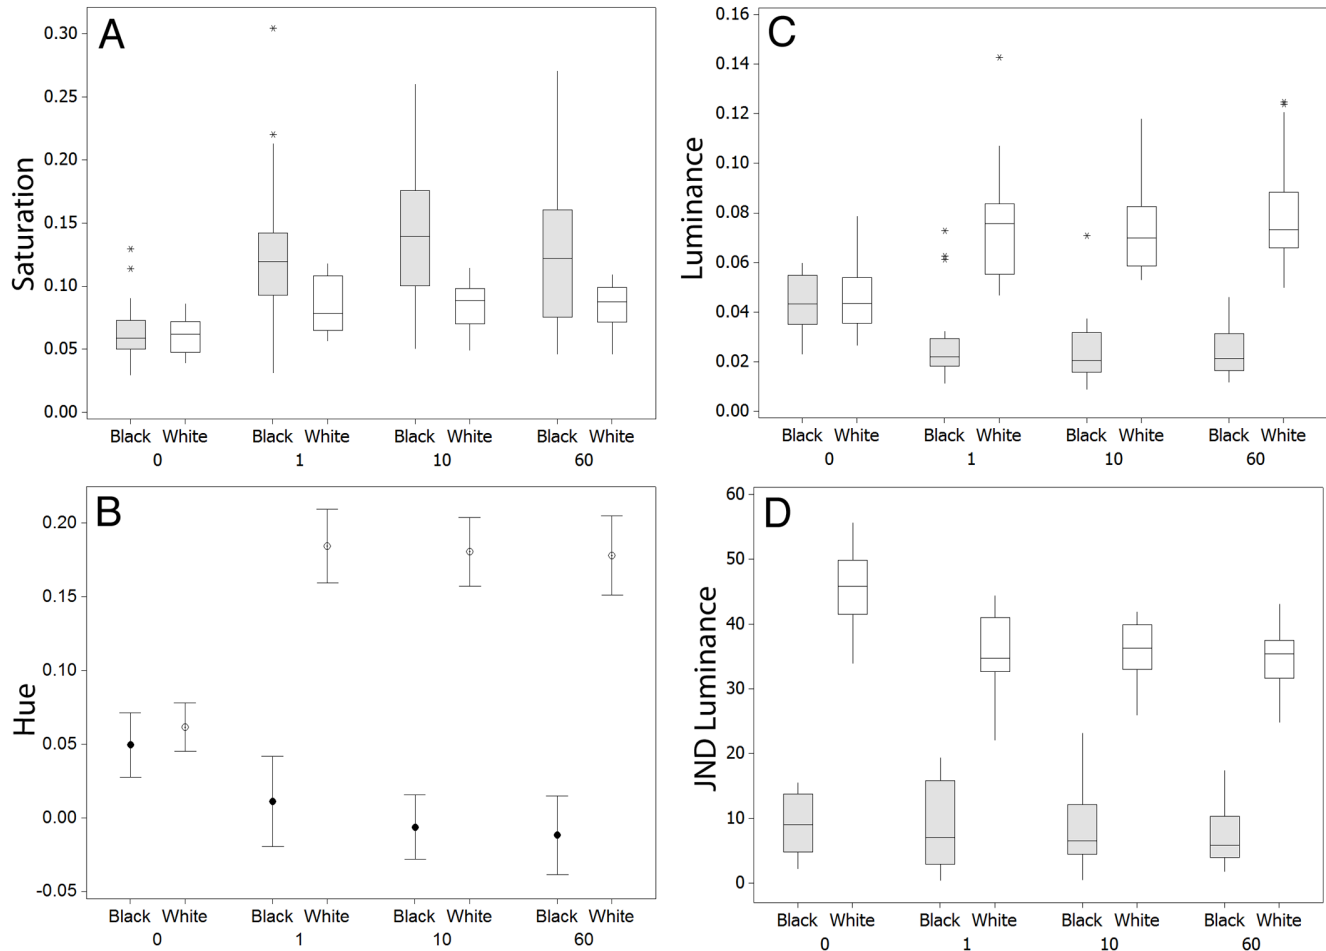 A
Saturation
0.30
0.25
0.20
0.15
0.10
0.05
0.00
Black White Black White Black White Black White
0 1 10 60
C
Luminance
0.16
0.14
0.12
0.10
0.08
0.06
0.04
0.02
0.00
Black White Black White Black White Black White
0 1 10 60
B
Hue
0.20
0.15
0.10
0.05
0.00
-0.05
Black White Black White Black White Black White
0 1 10 60
D
JND Luminance
60
50
40
30
20
10
0
Black White Black White Black White Black White
0 1 10 60